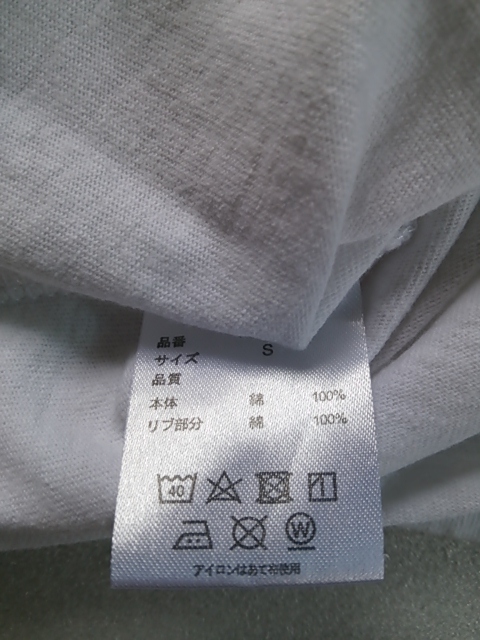 品番
サイズ S
品質
本体 綿 100%
リブ部分 綿 100%
40
W
アイロンはあて布使用